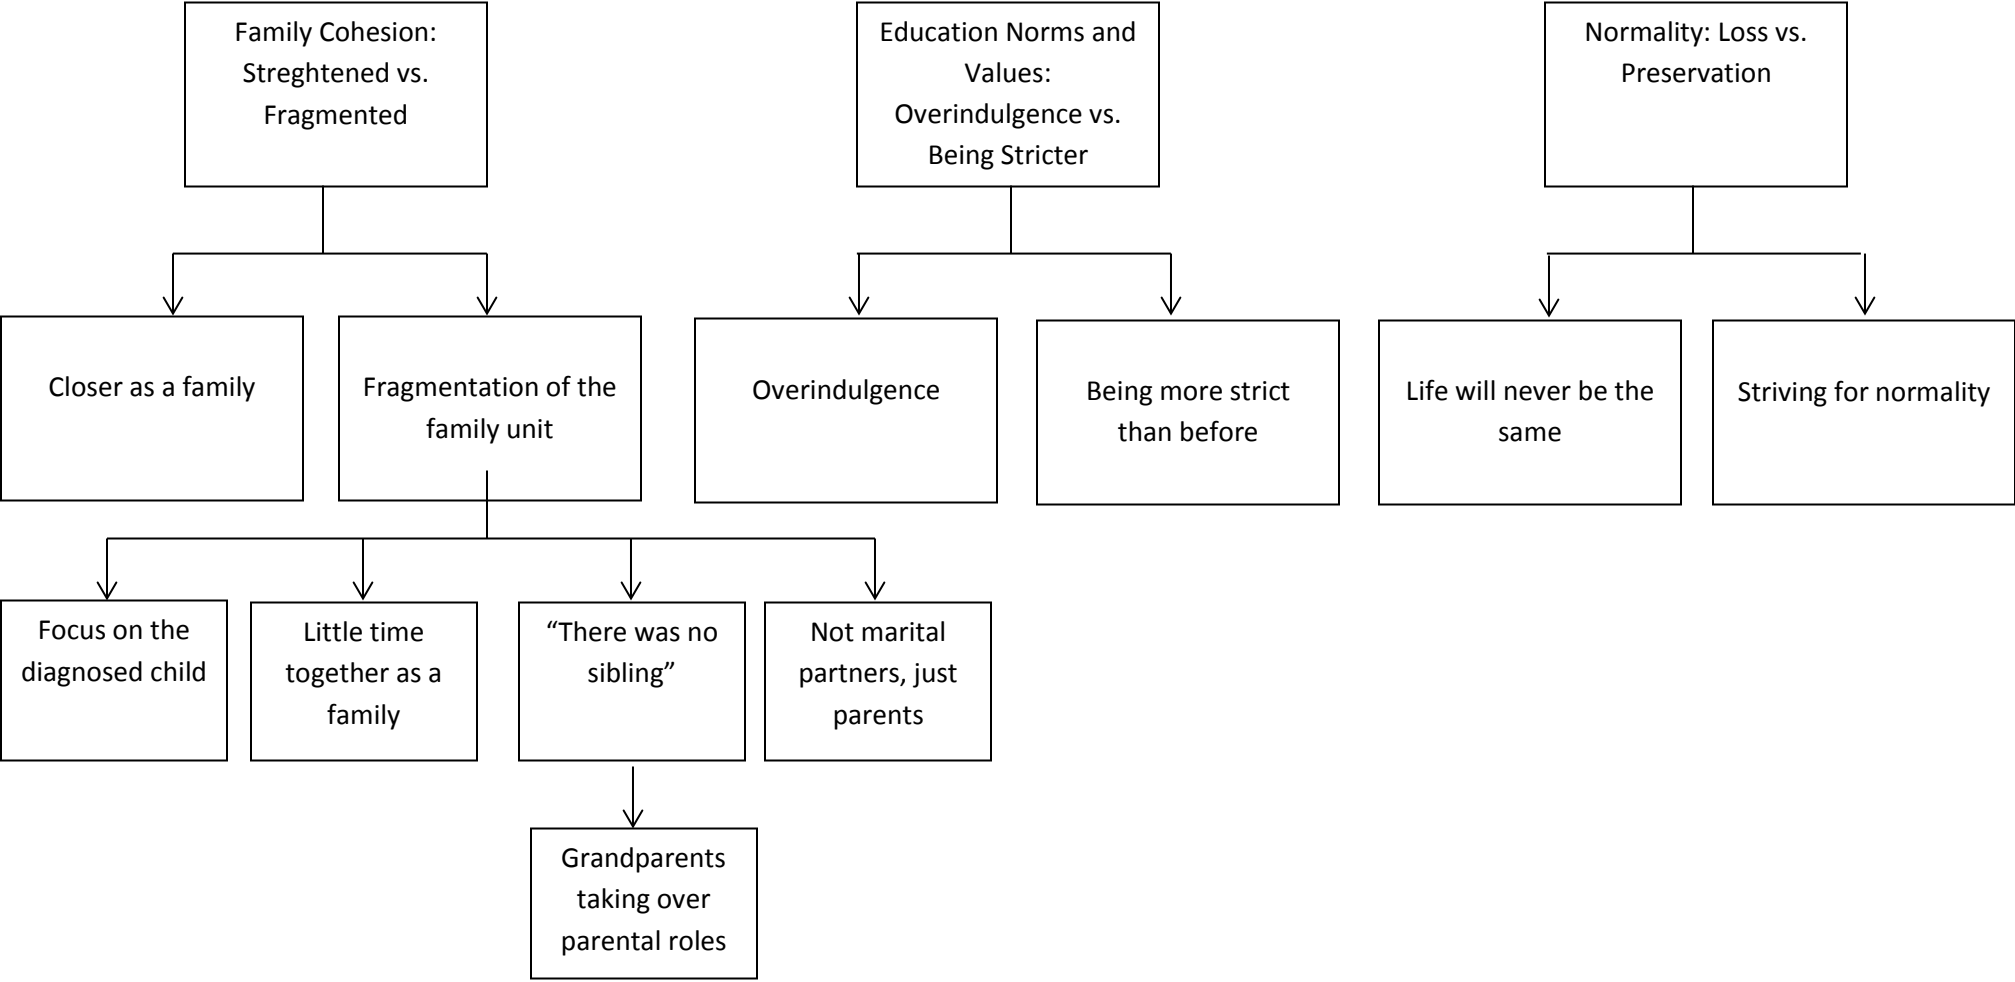 Family Cohesion:
Streghtened vs.
Fragmented
Education Norms and
Values:
Overindulgence vs.
Being Stricter
Normality: Loss vs.
Preservation
Closer as a family
Fragmentation of the
family unit
Overindulgence
Being more strict
than before
Life will never be the
same
Striving for normality
Focus on the
diagnosed child
Little time
together as a
family
“There was no
sibling”
Not marital
partners, just
parents
Grandparents
taking over
parental roles